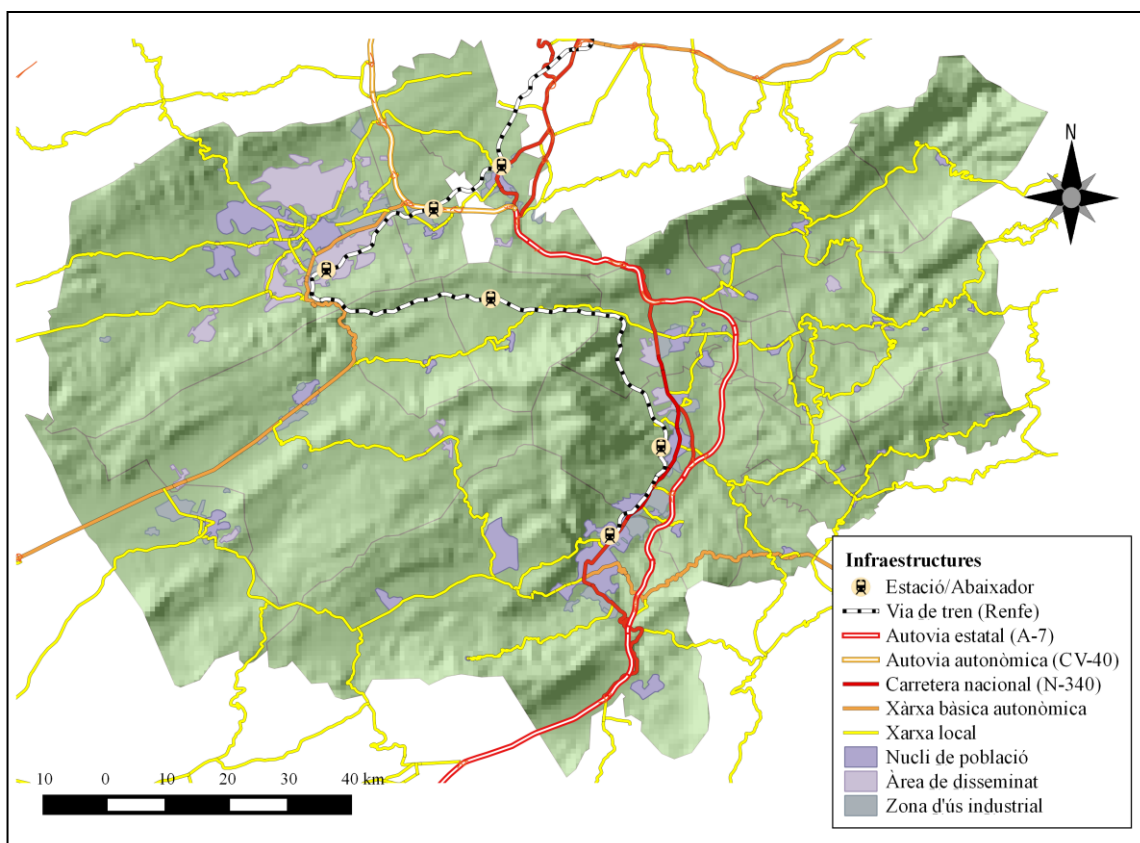 N
Infraestructures
Estació/Abaixador
Via de tren (Renfe)
Autovia estatal (A-7)
Autovia autonòmica (CV-40)
Carretera nacional (N-340)
Xàrxa bàsica autonòmica
Xarxa local
Nucli de població
Àrea de disseminat
Zona d'ús industrial
10 0 10 20 30 40 km